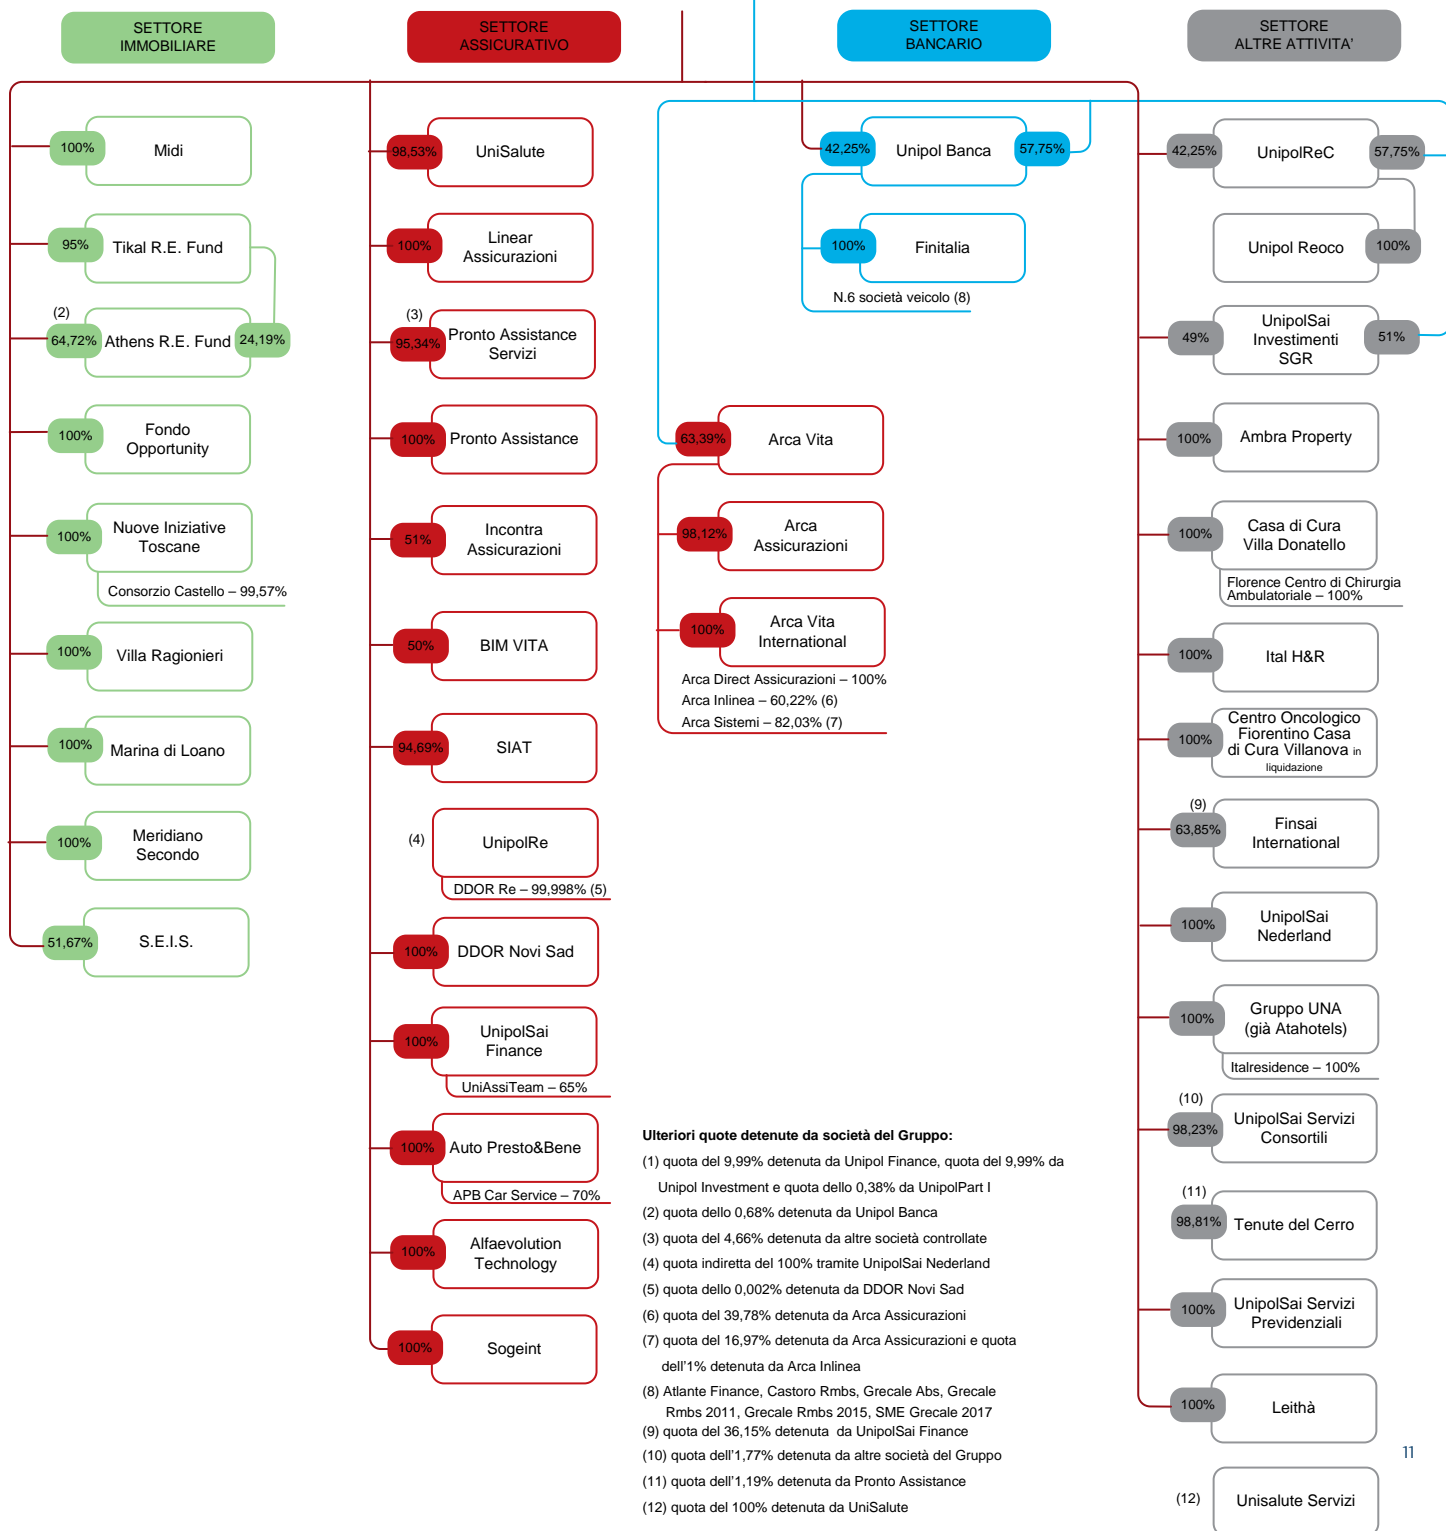 SETTORE
IMMOBILIARE
SETTORE
ASSICURATIVO
SETTORE
BANCARIO
SETTORE
ALTRE ATTIVITA’
100%
Midi
95%
Tikal R.E. Fund
(2)
64,72%
Athens R.E. Fund
24,19%
100%
Fondo
Opportunity
100%
Nuove Iniziative
Toscane
Consorzio Castello – 99,57%
100%
Villa Ragionieri
100%
Marina di Loano
100%
Meridiano
Secondo
51,67%
S.E.I.S.
98,53%
UniSalute
100%
Linear
Assicurazioni
(3)
95,34%
Pronto Assistance
Servizi
100%
Pronto Assistance
51%
Incontra
Assicurazioni
50%
BIM VITA
94,69%
SIAT
(4)
UnipolRe
DDOR Re – 99,998% (5)
100%
DDOR Novi Sad
100%
UnipolSai
Finance
UniAssiTeam – 65%
100%
Auto Presto&Bene
APB Car Service – 70%
100%
Alfaevolution
Technology
100%
Sogeint
42,25%
Unipol Banca
57,75%
100%
Finitalia
N.6 società veicolo (8)
63,39%
Arca Vita
98,12%
Arca
Assicurazioni
100%
Arca Vita
International
Arca Direct Assicurazioni – 100%
Arca Inlinea – 60,22% (6)
Arca Sistemi – 82,03% (7)
42,25%
UnipolReC
57,75%
Unipol Reoco
100%
49%
UnipolSai
Investimenti
SGR
51%
100%
Ambra Property
100%
Casa di Cura
Villa Donatello
Florence Centro di Chirurgia
Ambulatoriale – 100%
100%
Ital H&R
100%
Centro Oncologico
Fiorentino Casa
di Cura Villanova in
liquidazione
(9)
63,85%
Finsai
International
100%
UnipolSai
Nederland
100%
Gruppo UNA
(già Atahotels)
Italresidence – 100%
(10)
98,23%
UnipolSai Servizi
Consortili
(11)
98,81%
Tenute del Cerro
100%
UnipolSai Servizi
Previdenziali
100%
Leithà
(12)
Unisalute Servizi
Ulteriori quote detenute da società del Gruppo:
(1) quota del 9,99% detenuta da Unipol Finance, quota del 9,99% da
Unipol Investment e quota dello 0,38% da UnipolPart I
(2) quota dello 0,68% detenuta da Unipol Banca
(3) quota del 4,66% detenuta da altre società controllate
(4) quota indiretta del 100% tramite UnipolSai Nederland
(5) quota dello 0,002% detenuta da DDOR Novi Sad
(6) quota del 39,78% detenuta da Arca Assicurazioni
(7) quota del 16,97% detenuta da Arca Assicurazioni e quota
dell’1% detenuta da Arca Inlinea
(8) Atlante Finance, Castoro Rmbs, Grecale Abs, Grecale
Rmbs 2011, Grecale Rmbs 2015, SME Grecale 2017
(9) quota del 36,15% detenuta da UnipolSai Finance
(10) quota dell’1,77% detenuta da altre società del Gruppo
(11) quota dell’1,19% detenuta da Pronto Assistance
(12) quota del 100% detenuta da UniSalute
11